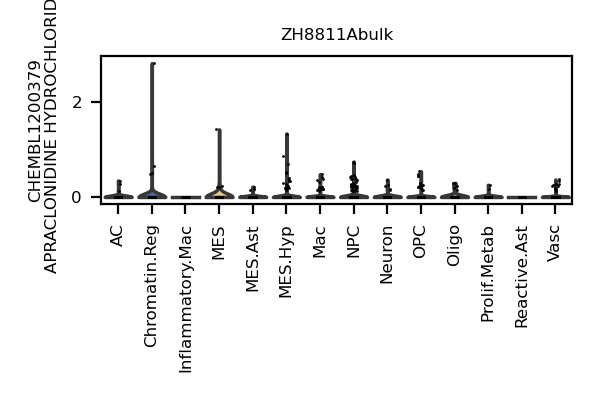 ZH8811Abulk
CHEMBL1200379
APRACLONIDINE HYDROCHLORID
2
0
AC
Chromatin.Reg
Inflammatory.Mac
MES
MES.Ast
MES.Hyp
Mac
NPC
Neuron
OPC
Oligo
Prolif.Metab
Reactive.Ast
Vasc